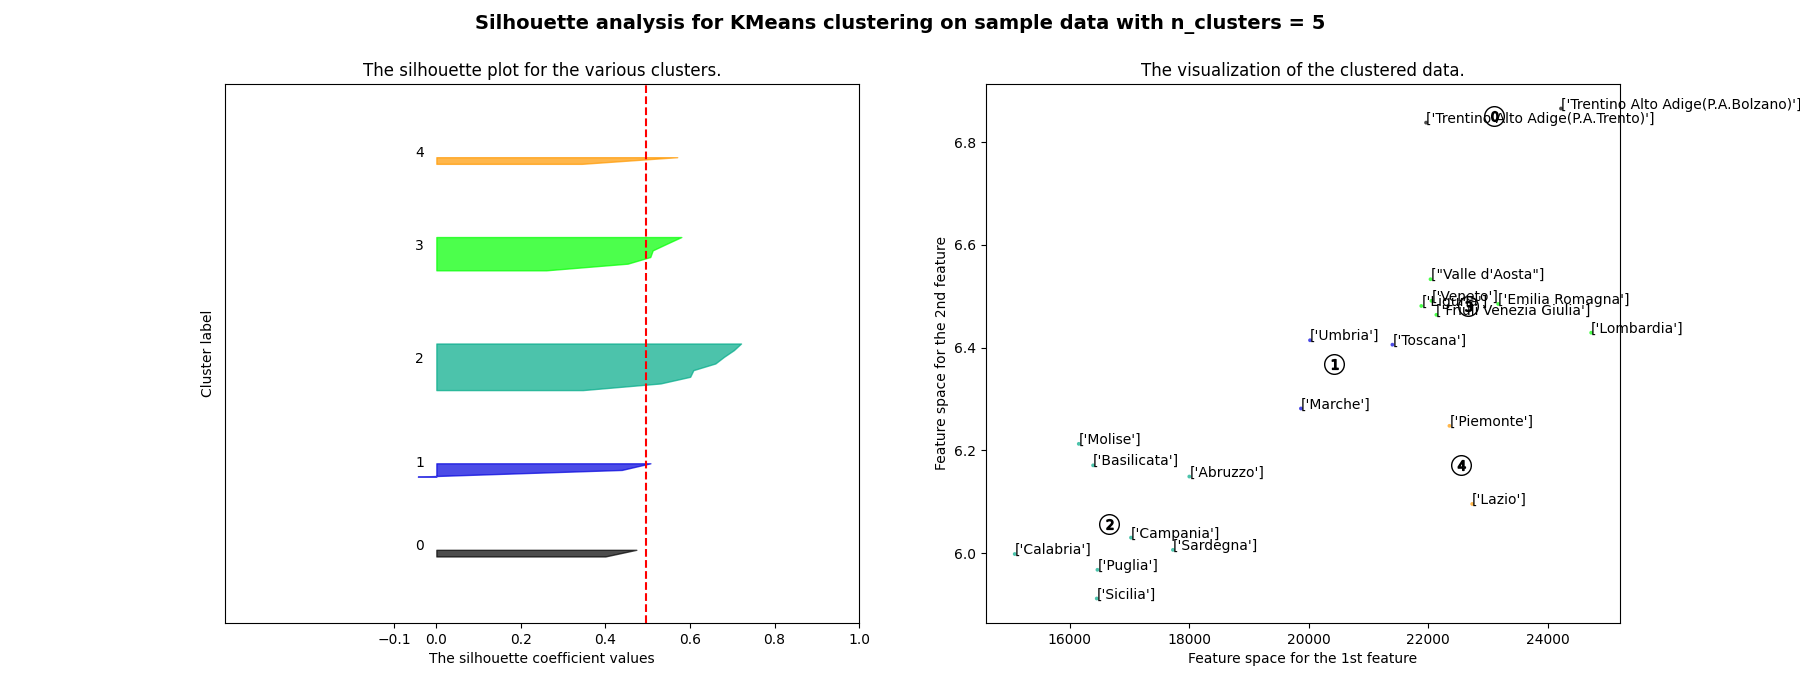 Silhouette analysis for KMeans clustering on sample data with n_clusters = 5
The silhouette plot for the various clusters.
Cluster label
4
3
2
1
0
−0.1 0.0 0.2 0.4 0.6 0.8 1.0
The silhouette coefficient values
The visualization of the clustered data.
Feature space for the 2nd feature
6.8
6.6
6.4
6.2
6.0
['Trentino Alto Adige(P.A.Bolzano)']
0
['Trentino Alto Adige(P.A.Trento)']
["Valle d'Aosta"]
['Veneto']
['Emilia Romagna']
['Liguria']
3
['Friuli Venezia Giulia']
['Lombardia']
['Umbria']
['Toscana']
1
['Marche']
['Piemonte']
['Molise']
['Basilicata']
4
['Abruzzo']
['Lazio']
2
['Campania']
['Sardegna']
['Calabria']
['Puglia']
['Sicilia']
16000 18000 20000 22000 24000
Feature space for the 1st feature